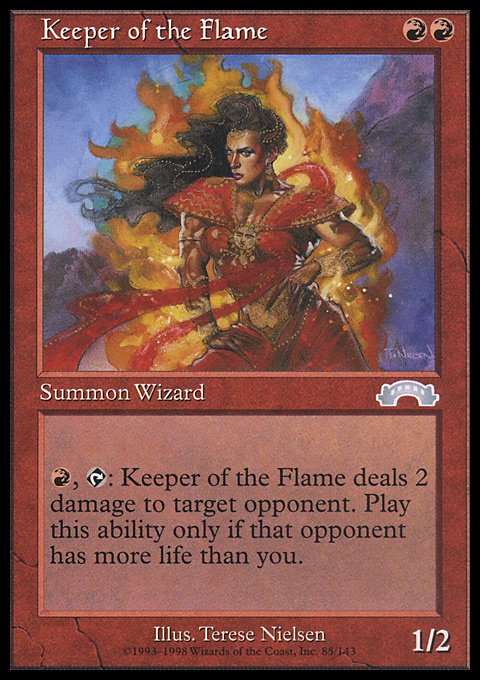 Keeper of the Flame
T. NIELSEN
Summon Wizard
, : Keeper of the Flame deals 2
damage to target opponent. Play
this ability only if that opponent
has more life than you.
Illus. Terese Nielsen
©1993–1998 Wizards of the Coast, Inc. 85/143
1/2